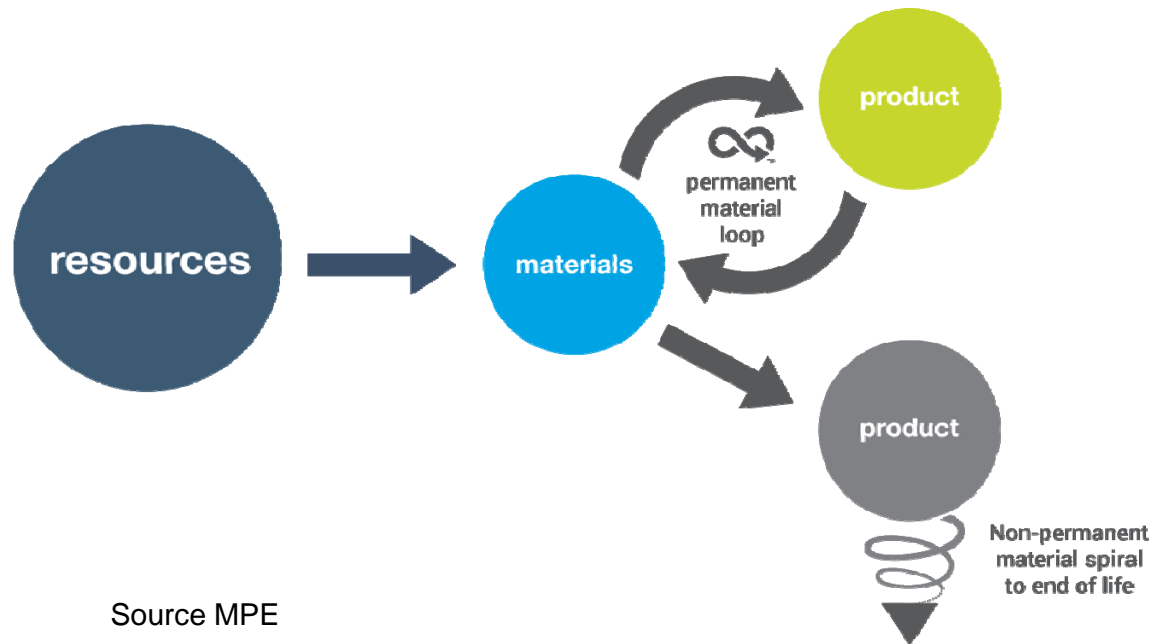 resources
materials
product
permanent
material
loop
product
Non-permanent
material spiral
to end of life
Source MPE